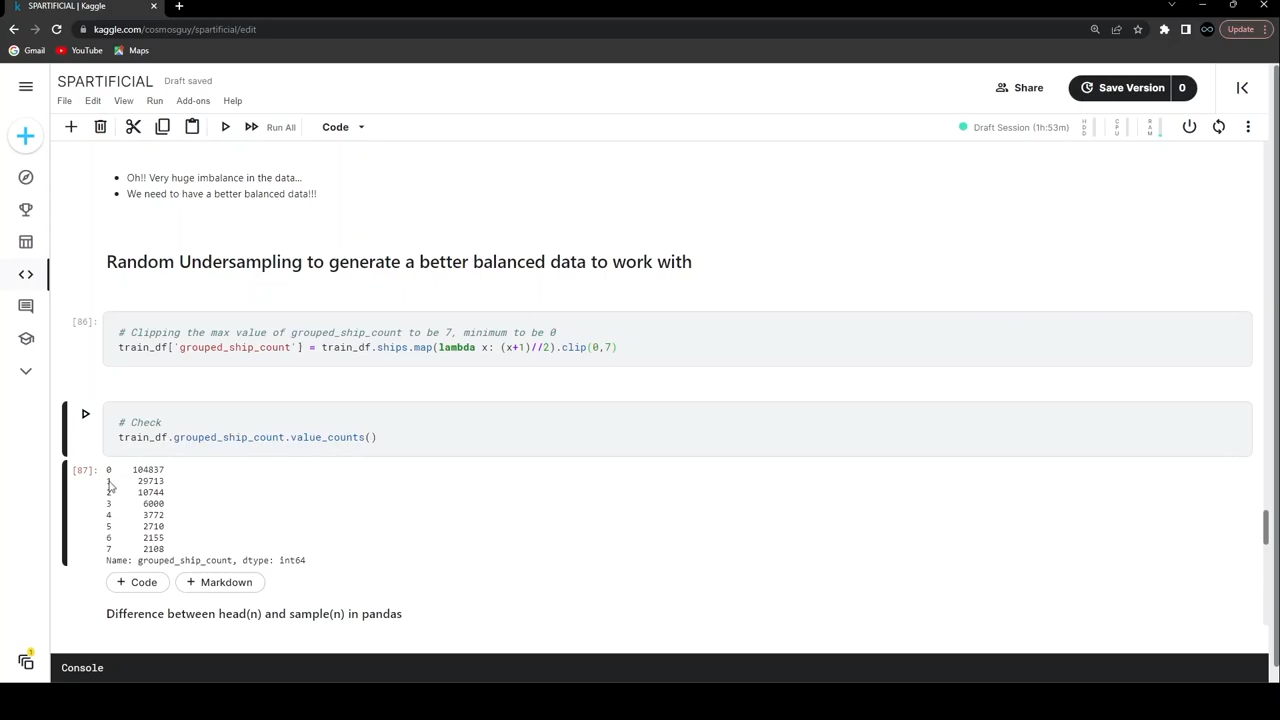 SPARTIFICIAL | Kaggle
kaggle.com/cosmosguy/spartificial/edit
Update
Gmail
YouTube
Maps
SPARTIFICIAL
Draft saved
File
Edit
View
Run
Add-ons
Help
Share
Save Version
0
Run All
Code
Draft Session (1h:53m)
HDD
CPU
RAM
Oh!! Very huge imbalance in the data...
We need to have a better balanced data!!!
Random Undersampling to generate a better balanced data to work with
[86]:
# Clipping the max value of grouped_ship_count to be 7, minimum to be 0
train_df['grouped_ship_count'] = train_df.ships.map(lambda x: (x+1)//2).clip(0,7)
# Check
train_df.grouped_ship_count.value_counts()
[87]:
0 104837
1 29713
2 10744
3 6000
4 3772
5 2710
6 2155
7 2108
Name: grouped_ship_count, dtype: int64
+ Code
+ Markdown
Difference between head(n) and sample(n) in pandas
1
Console